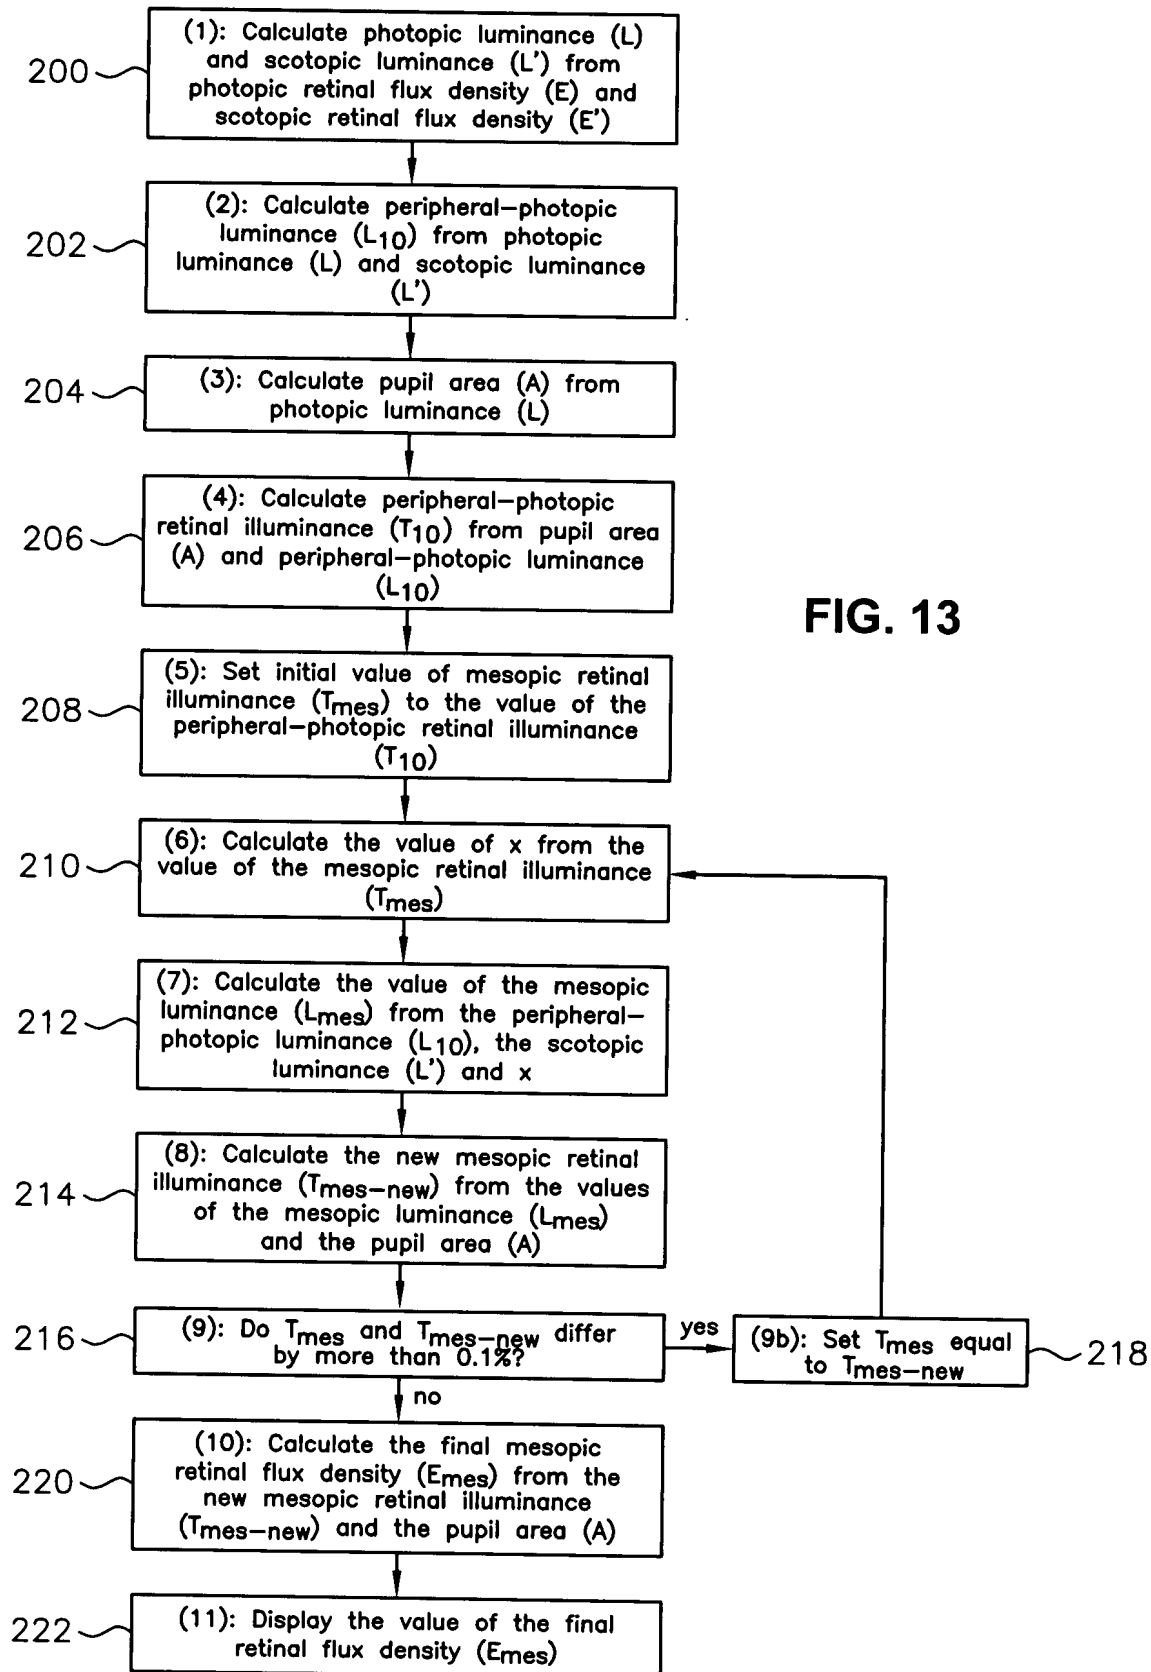 (1): Calculate photopic luminance (L)
and scotopic luminance (L') from
photopic retinal flux density (E) and
scotopic retinal flux density (E')
200
(2): Calculate peripheral-photopic
luminance (L10) from photopic
luminance (L) and scotopic luminance
(L')
202
(3): Calculate pupil area (A) from
photopic luminance (L)
204
(4): Calculate peripheral-photopic
retinal illuminance (T10) from pupil area
(A) and peripheral-photopic luminance
(L10)
206
FIG. 13
(5): Set initial value of mesopic retinal
illuminance (Tmes) to the value of the
peripheral-photopic retinal illuminance
(T10)
208
(6): Calculate the value of x from the
value of the mesopic retinal illuminance
(Tmes)
210
(7): Calculate the value of the mesopic
luminance (Lmes) from the peripheral-
photopic luminance (L10), the scotopic
luminance (L') and x
212
(8): Calculate the new mesopic retinal
illuminance (Tmes-new) from the values
of the mesopic luminance (Lmes)
and the pupil area (A)
214
(9): Do Tmes and Tmes-new differ
by more than 0.1%?
216
yes
(9b): Set Tmes equal
to Tmes-new
218
no
(10): Calculate the final mesopic
retinal flux density (Emes) from the
new mesopic retinal illuminance
(Tmes-new) and the pupil area (A)
220
(11): Display the value of the final
retinal flux density (Emes)
222